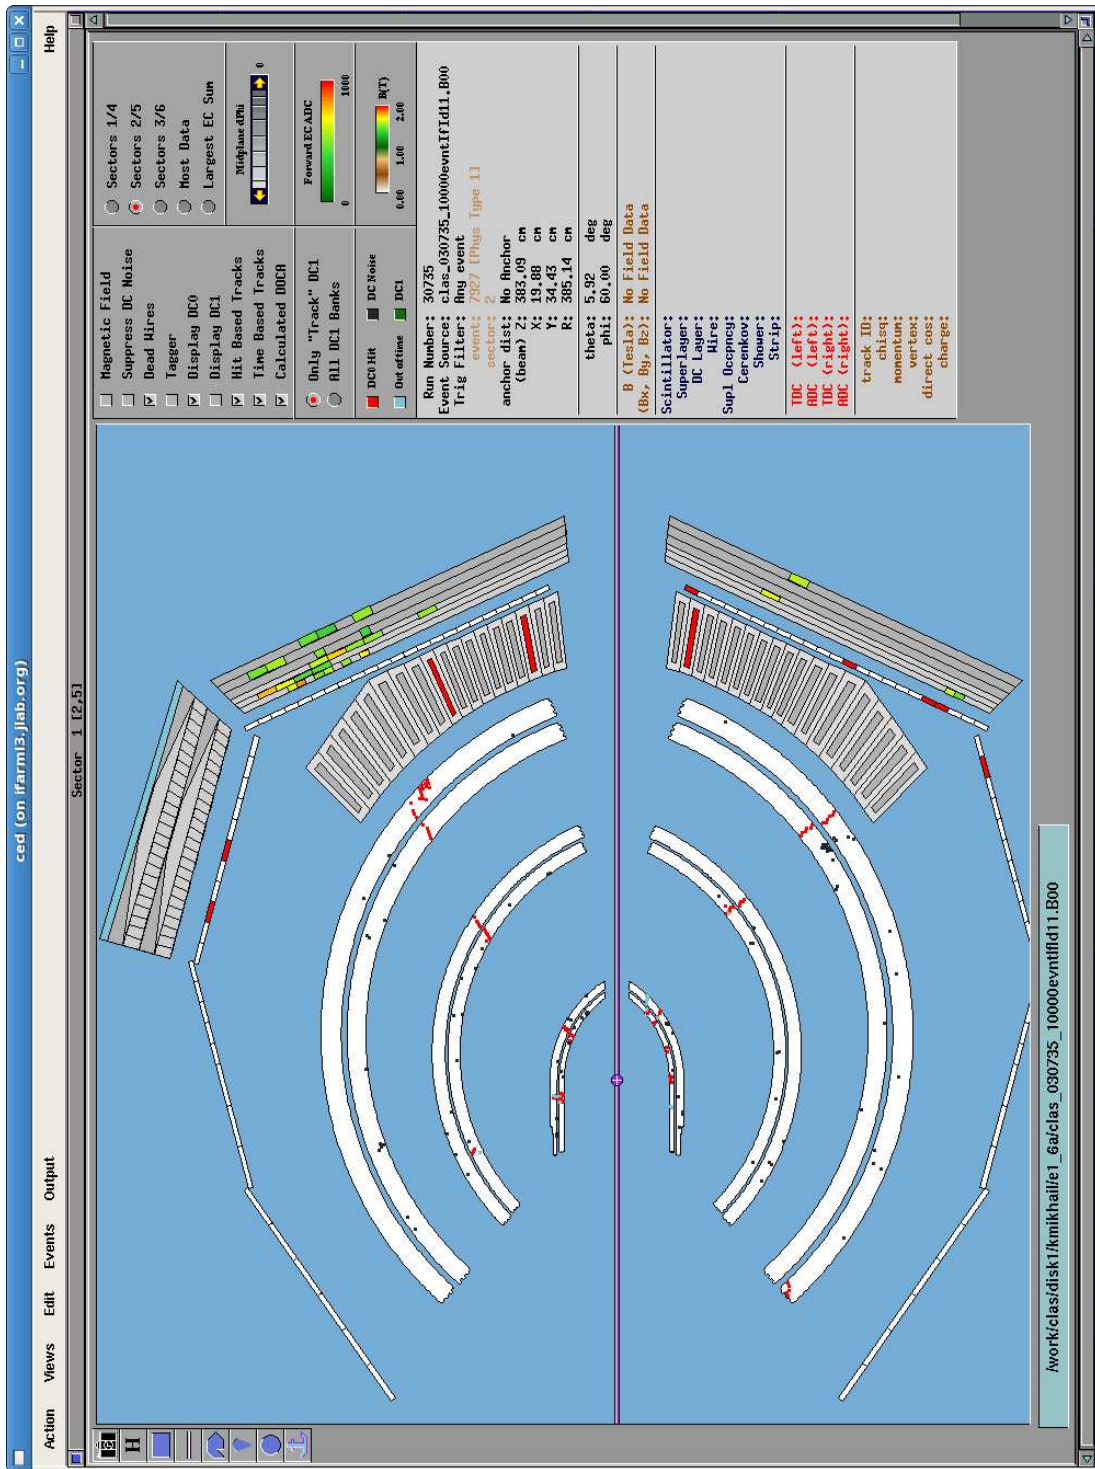 ced (on ifarml3.jlab.org)
Action Views Edit Events Output Help
Sector 1 [2,5]
H
Magnetic Field
Suppress DC Noise
Dead Wires
Tagger
Display DC0
Display DC1
Hit Based Tracks
Time Based Tracks
Calculated DOCA
Sectors 1/4
Sectors 2/5
Sectors 3/6
Most Data
Largest EC Sum
Midplane dPhi
0
Only "Track" DC1
All DC1 Banks
Forward EC ADC
0 1000
DC0 Hit
DC Noise
Out of time
DC1
B(T)
0.00 1.00 2.00
Run Number: 30735
Event Source: clas_030735_10000evntIfId11.B00
Trig Filter: Any event
event: 7927 [Phys Type 1]
sector: 2
anchor dist: No Anchor
(beam) Z: 383.09 cm
X: 19.88 cm
Y: 34.43 cm
R: 385.14 cm
theta: 5.92 deg
phi: 60.00 deg
B (Tesla): No Field Data
(Bx, By, Bz): No Field Data
Scintillator:
Superlayer:
DC Layer:
Wire:
Supl Occpncy:
Cerenkov:
Shower:
Strip:
TDC (left):
ADC (left):
TDC (right):
ADC (right):
track ID:
chisq:
momentum:
vertex:
direct cos:
charge:
/work/clas/disk1/kmikhail/e1_6a/clas_030735_10000evntlfld11.B00